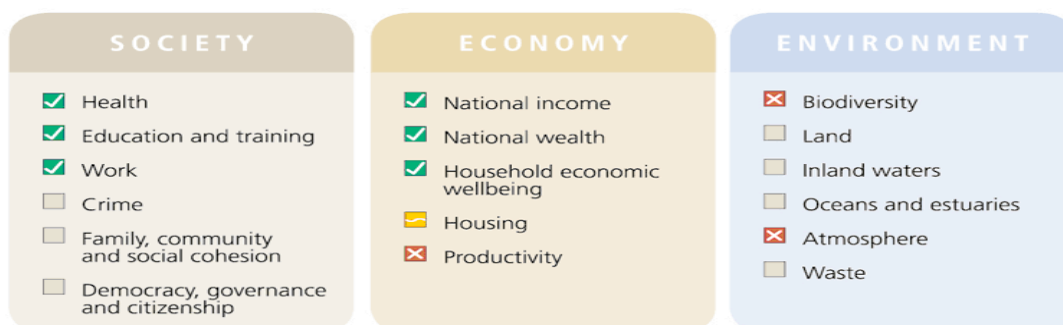 SOCIETY
Health
Education and training
Work
Crime
Family, community
and social cohesion
Democracy, governance
and citizenship
ECONOMY
National income
National wealth
Household economic
wellbeing
Housing
Productivity
ENVIRONMENT
Biodiversity
Land
Inland waters
Oceans and estuaries
Atmosphere
Waste